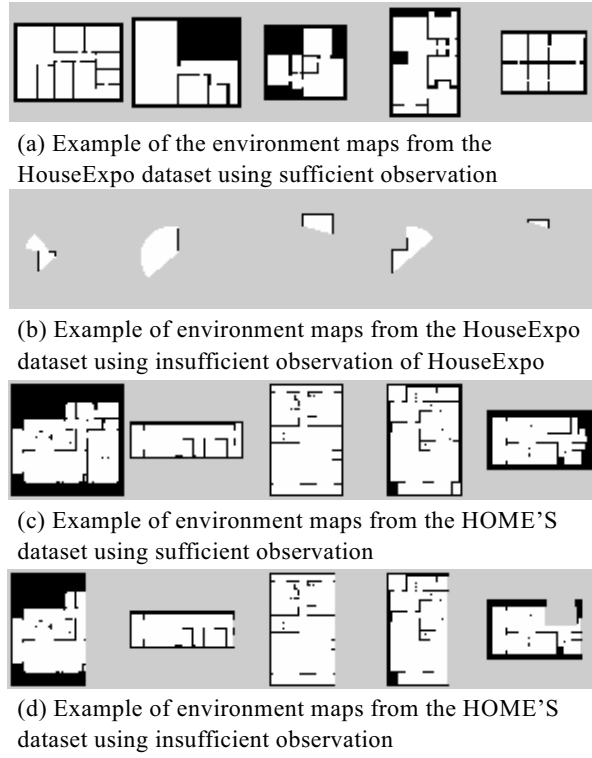 (a) Example of the environment maps from the
HouseExpo dataset using sufficient observation
(b) Example of environment maps from the HouseExpo
dataset using insufficient observation of HouseExpo
(c) Example of environment maps from the HOME’S
dataset using sufficient observation
(d) Example of environment maps from the HOME’S
dataset using insufficient observation